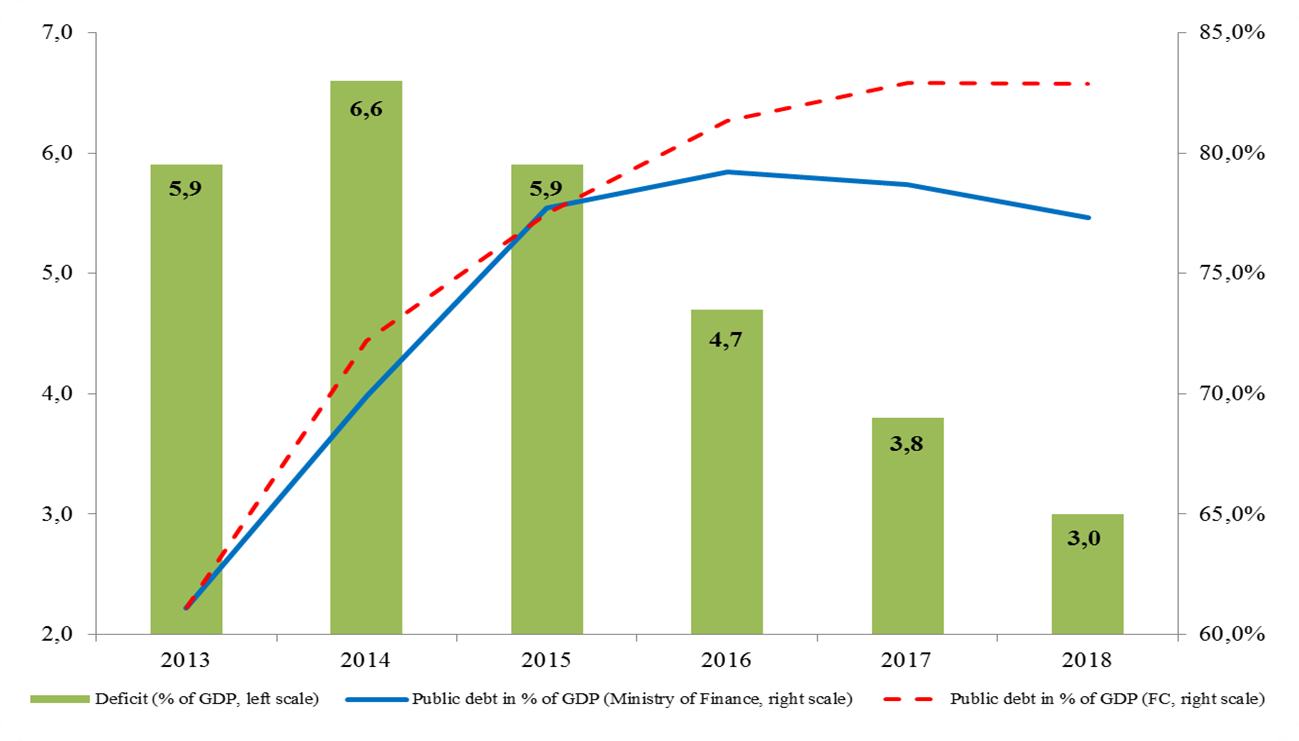 7,0 85,0%
6,6
6,0 5,9 5,9 80,0%
5,0 4,7 75,0%
4,0 70,0%
3,8
3,0 3,0 65,0%
2,0 60,0%
2013 2014 2015 2016 2017 2018
Deficit (% of GDP, left scale) Public debt in % of GDP (Ministry of Finance, right scale) Public debt in % of GDP (FC, right scale)